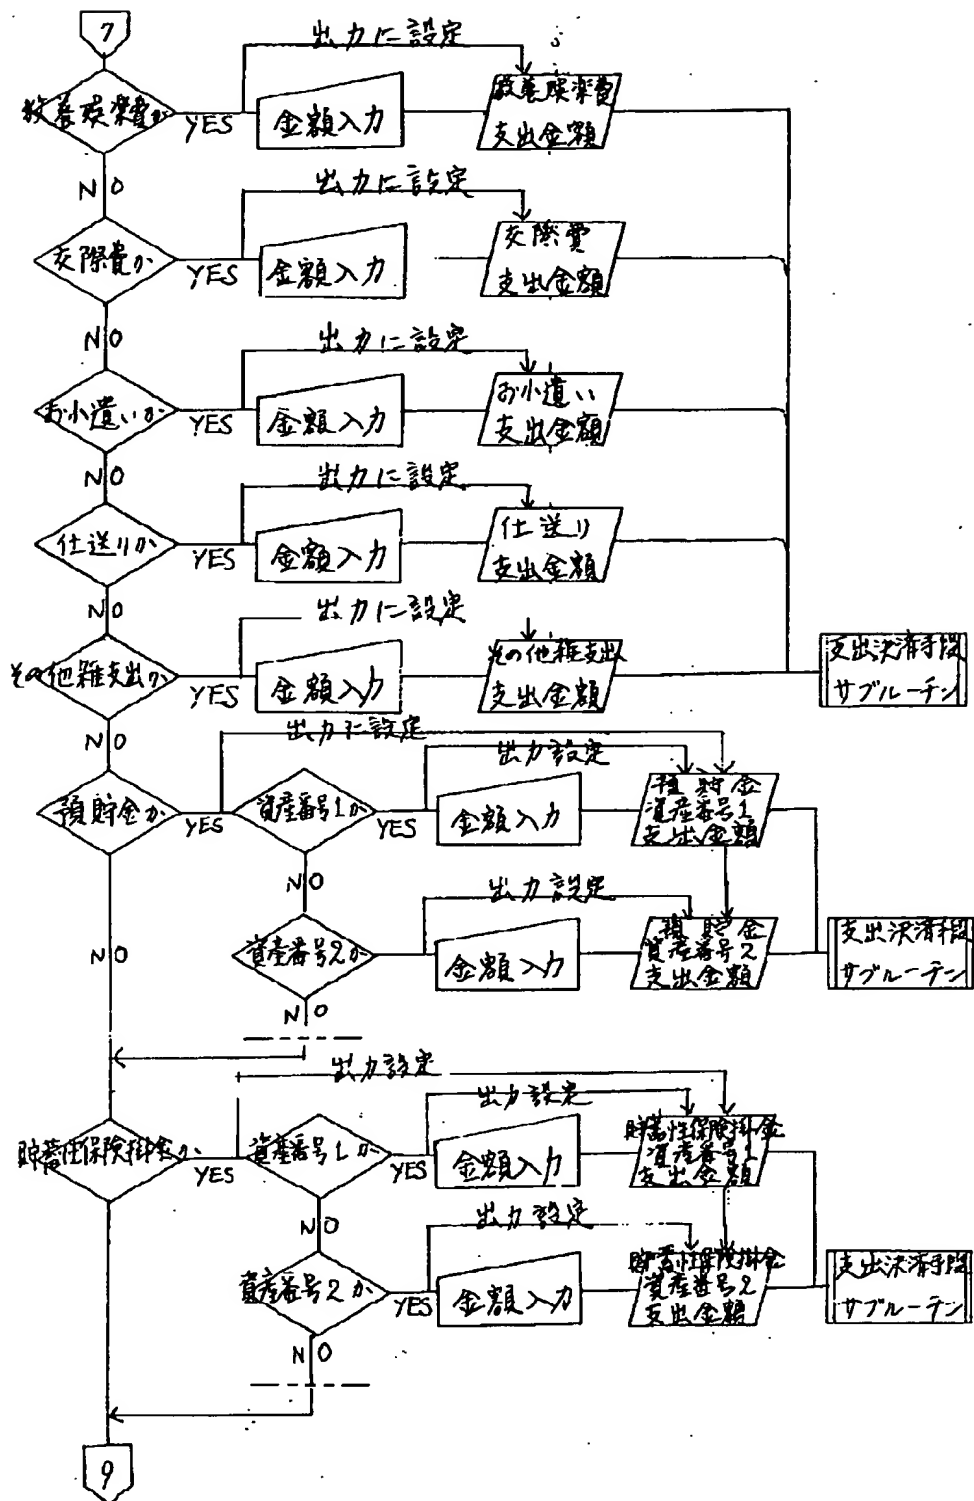 7
出力に設定
教養娯楽費か
YES
金額入力
教養娯楽費
支出金額
NO
出力に設定
交際費か
YES
金額入力
交際費
支出金額
NO
出力に設定
お小遣いか
YES
金額入力
お小遣い
支出金額
NO
出力に設定
仕送りか
YES
金額入力
仕送り
支出金額
NO
出力に設定
その他雑支出か
YES
金額入力
その他雑支出
支出金額
支出決済手段
サブルーチン
NO
出力に設定
出力設定
預貯金か
YES
資産番号1か
YES
金額入力
預貯金
資産番号1
支出金額
NO
出力設定
NO
資産番号2か
金額入力
預貯金
資産番号2
支出金額
支出決済手段
サブルーチン
NO
出力設定
出力設定
貯蓄性保険掛金か
YES
資産番号1か
YES
金額入力
貯蓄性保険掛金
資産番号1
支出金額
NO
出力設定
資産番号2か
YES
金額入力
貯蓄性保険掛金
資産番号2
支出金額
支出決済手段
サブルーチン
NO
9